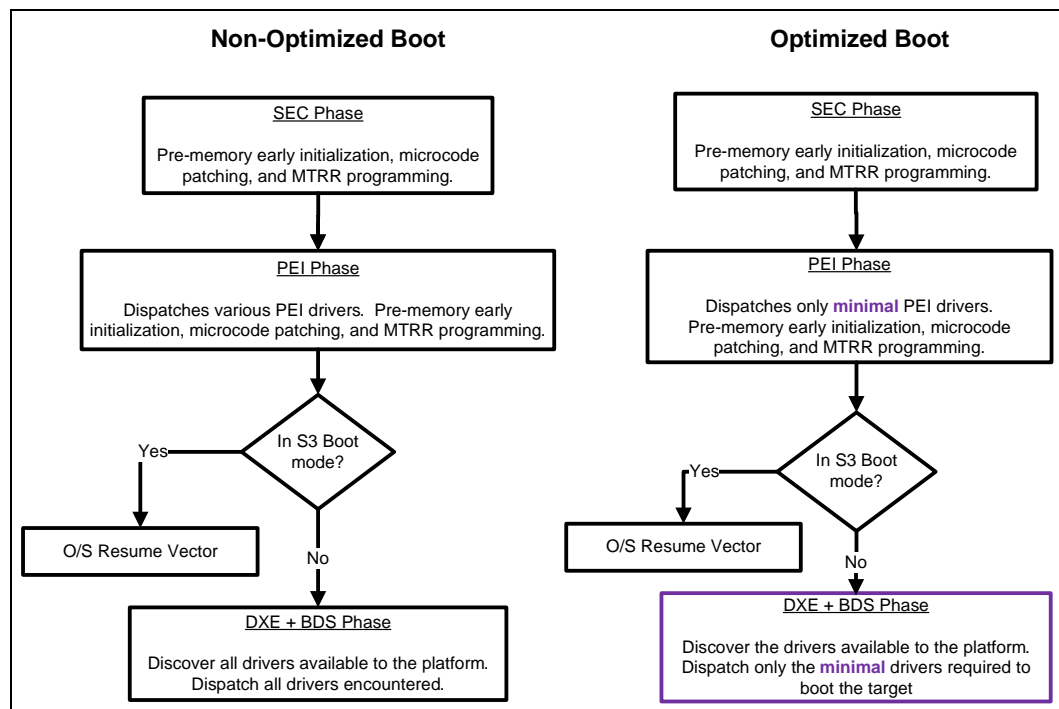 Non-Optimized Boot
SEC Phase
Pre-memory early initialization, microcode
patching, and MTRR programming.
PEI Phase
Dispatches various PEI drivers.  Pre-memory early
initialization, microcode patching, and MTRR programming.
In S3 Boot
mode?
Yes
O/S Resume Vector
No
DXE + BDS Phase
Discover all drivers available to the platform.
Dispatch all drivers encountered.
Optimized Boot
SEC Phase
Pre-memory early initialization, microcode
patching, and MTRR programming.
PEI Phase
Dispatches only minimal PEI drivers.
Pre-memory early initialization, microcode
patching, and MTRR programming.
In S3 Boot
mode?
Yes
O/S Resume Vector
No
DXE + BDS Phase
Discover the drivers available to the platform.
Dispatch only the minimal drivers required to
boot the target